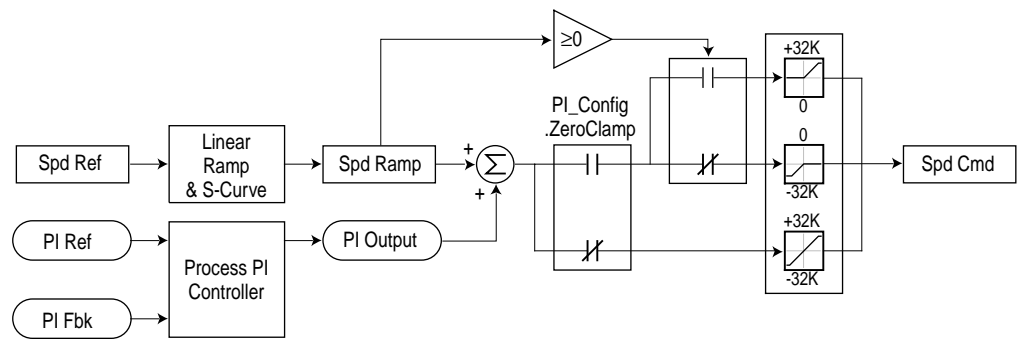 ≥0
+32K
0
PI_Config
.ZeroClamp
0
-32K
+32K
-32K
Spd Ref
Linear
Ramp
& S-Curve
Spd Ramp
+
+
Σ
Spd Cmd
PI Ref
PI Fbk
Process PI
Controller
PI Output